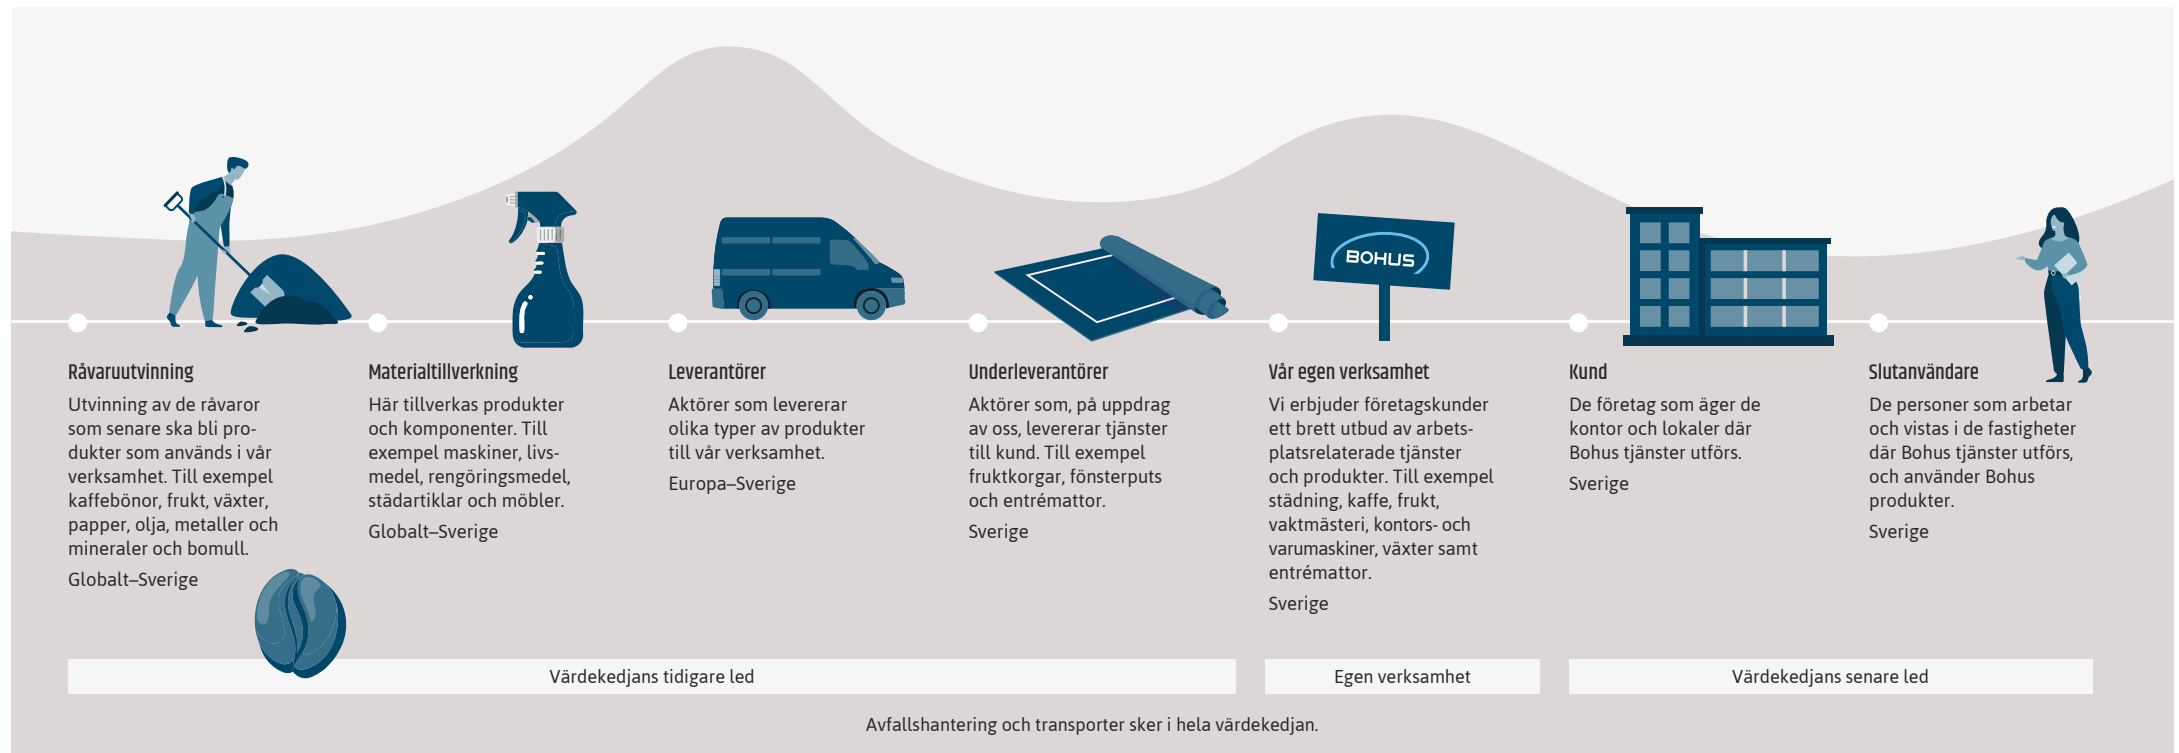 BOHUS
Råvaruutvinning
Utvinning av de råvaror
som senare ska bli pro-
dukter som används i vår
verksamhet. Till exempel
kaffebönor, frukt, växter,
papper, olja, metaller och
mineraler och bomull.
Globalt–Sverige
Materialtillverkning
Här tillverkas produkter
och komponenter. Till
exempel maskiner, livs-
medel, rengöringsmedel,
städartiklar och möbler.
Globalt–Sverige
Leverantörer
Aktörer som levererar
olika typer av produkter
till vår verksamhet.
Europa–Sverige
Underleverantörer
Aktörer som, på uppdrag
av oss, levererar tjänster
till kund. Till exempel
fruktkorgar, fönsterputs
och entrémattor.
Sverige
Vår egen verksamhet
Vi erbjuder företagskunder
ett brett utbud av arbets-
platsrelaterade tjänster
och produkter. Till exempel
städning, kaffe, frukt,
vaktmästeri, kontors- och
varumaskiner, växter samt
entrémattor.
Sverige
Kund
De företag som äger de
kontor och lokaler där
Bohus tjänster utförs.
Sverige
Slutanvändare
De personer som arbetar
och vistas i de fastigheter
där Bohus tjänster utförs,
och använder Bohus
produkter.
Sverige
Värdekedjans tidigare led
Egen verksamhet
Värdekedjans senare led
Avfallshantering och transporter sker i hela värdekedjan.